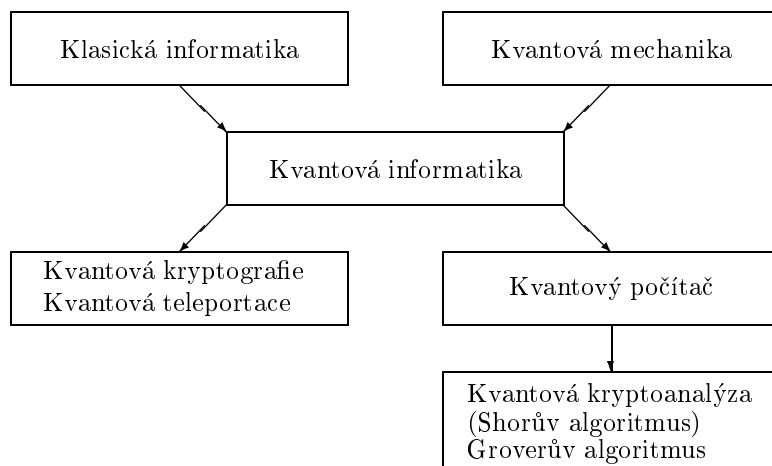 Klasická informatika
Kvantová mechanika
Kvantová informatika
Kvantová kryptografie
Kvantová teleportace
Kvantový počítač
Kvantová kryptoanalýza
(Shorův algoritmus)
Groverův algoritmus